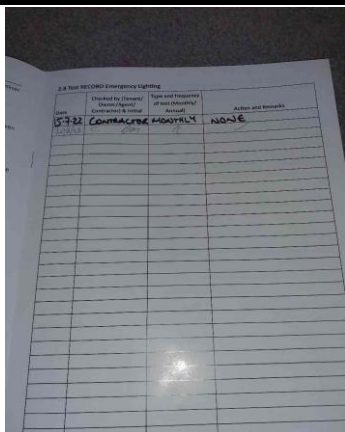 2.8 Test RECORD Emergency Lighting
Date
Checked by (Tenant/
Owner/Agent/
Contractor) & Initial
Type and frequency
of test (Monthly/
Annual)
Action and Remarks
5.7.22 CONTRACTOR MONTHLY NONE